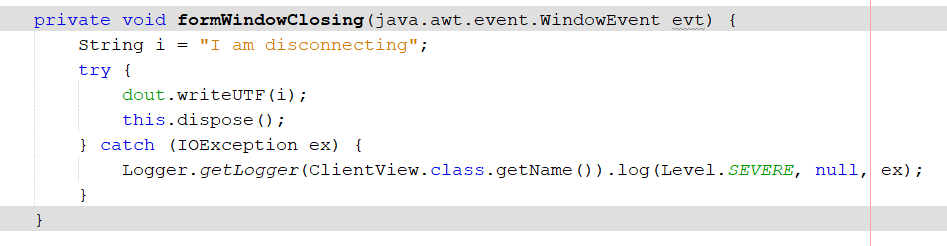 private void formWindowClosing(java.awt.event.WindowEvent evt) {
    String i = "I am disconnecting";
    try {
        dout.writeUTF(i);
        this.dispose();
    } catch (IOException ex) {
        Logger.getLogger(ClientView.class.getName()).log(Level.SEVERE, null, ex);
    }
}